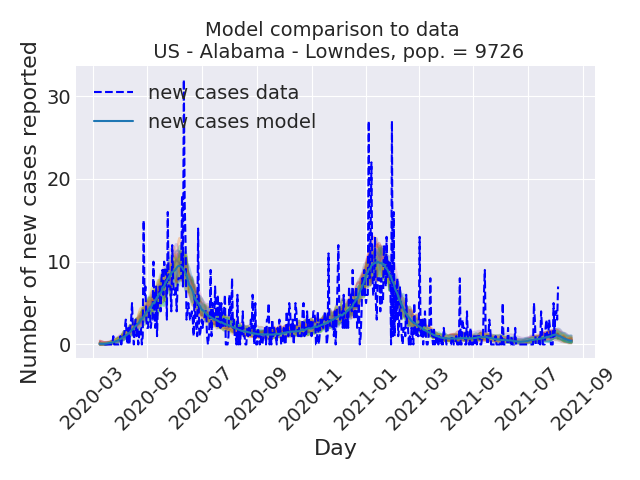 Model comparison to data
US - Alabama - Lowndes, pop. = 9726
Number of new cases reported
30
20
10
0
new cases data
new cases model
2020-03
2020-05
2020-07
2020-09
2020-11
2021-01
2021-03
2021-05
2021-07
2021-09
Day